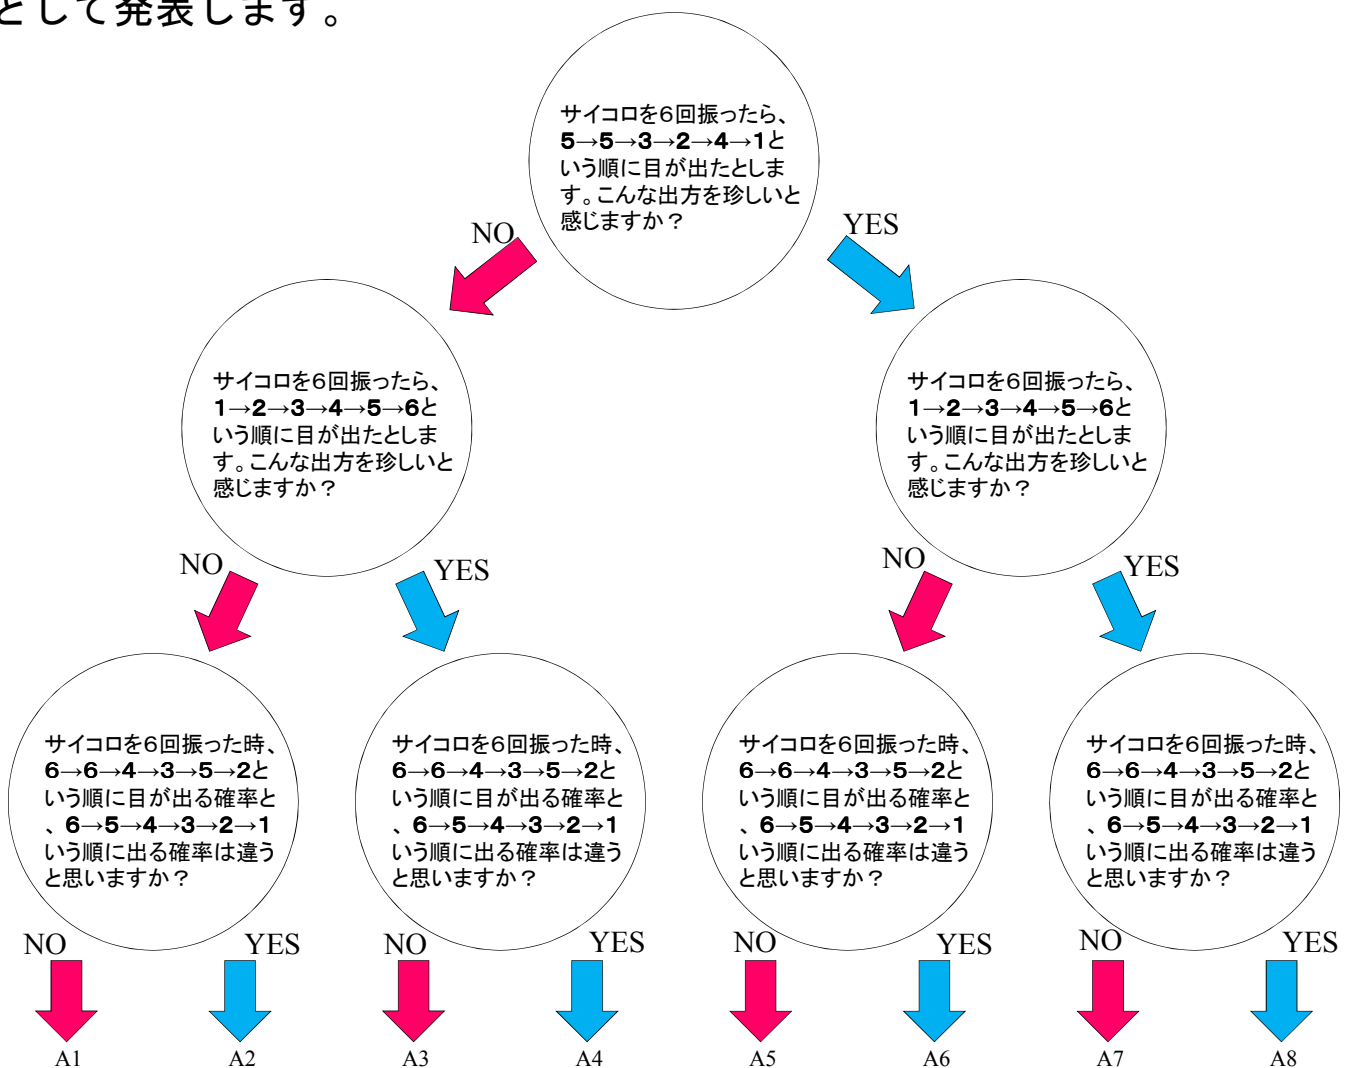 として発表します。
サイコロを６回振ったら、
5→5→3→2→4→1と
いう順に目が出たとしま
す。こんな出方を珍しいと
感じますか？
NO
YES
サイコロを６回振ったら、
1→2→3→4→5→6と
いう順に目が出たとしま
す。こんな出方を珍しいと
感じますか？
サイコロを６回振ったら、
1→2→3→4→5→6と
いう順に目が出たとしま
す。こんな出方を珍しいと
感じますか？
NO
YES
NO
YES
サイコロを６回振った時、
6→6→4→3→5→2と
いう順に目が出る確率と
、6→5→4→3→2→1
いう順に出る確率は違う
と思いますか？
サイコロを６回振った時、
6→6→4→3→5→2と
いう順に目が出る確率と
、6→5→4→3→2→1
いう順に出る確率は違う
と思いますか？
サイコロを６回振った時、
6→6→4→3→5→2と
いう順に目が出る確率と
、6→5→4→3→2→1
いう順に出る確率は違う
と思いますか？
サイコロを６回振った時、
6→6→4→3→5→2と
いう順に目が出る確率と
、6→5→4→3→2→1
いう順に出る確率は違う
と思いますか？
NO
YES
NO
YES
NO
YES
NO
YES
A1
A2
A3
A4
A5
A6
A7
A8